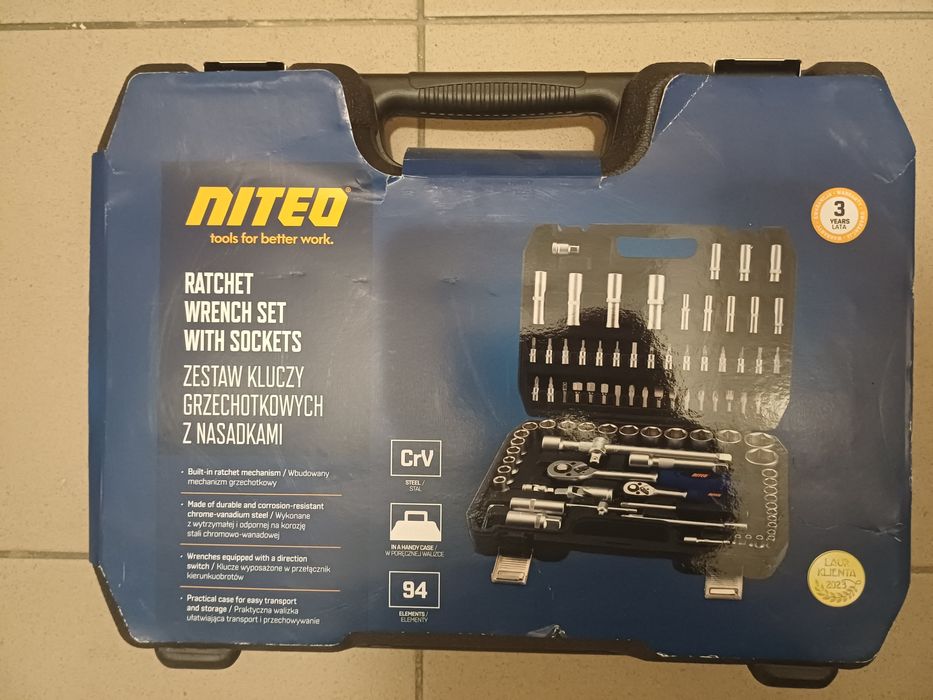 NITEO®
tools for better work.
RATCHET
WRENCH SET
WITH SOCKETS
ZESTAW KLUCZY
GRZECHOTKOWYCH
Z NASADKAMI
• Built-in ratchet mechanism / Wbudowany
mechanizm grzechotkowy
• Made of durable and corrosion-resistant
chrome-vanadium steel / Wykonane
z wytrzymałej i odpornej na korozję
stali chromowo-wanadowej
• Wrenches equipped with a direction
switch / Klucze wyposażone w przełącznik
kierunkuobrotów
• Practical case for easy transport
and storage / Praktyczna walizka
ułatwiająca transport i przechowywanie
CrV
STEEL /
STAL
IN A HANDY CASE /
W PORĘCZNEJ WALIZCE
94
ELEMENTS /
ELEMENTY
3
YEARS
LATA
NITEO
LAUR
KLIENTA
2023